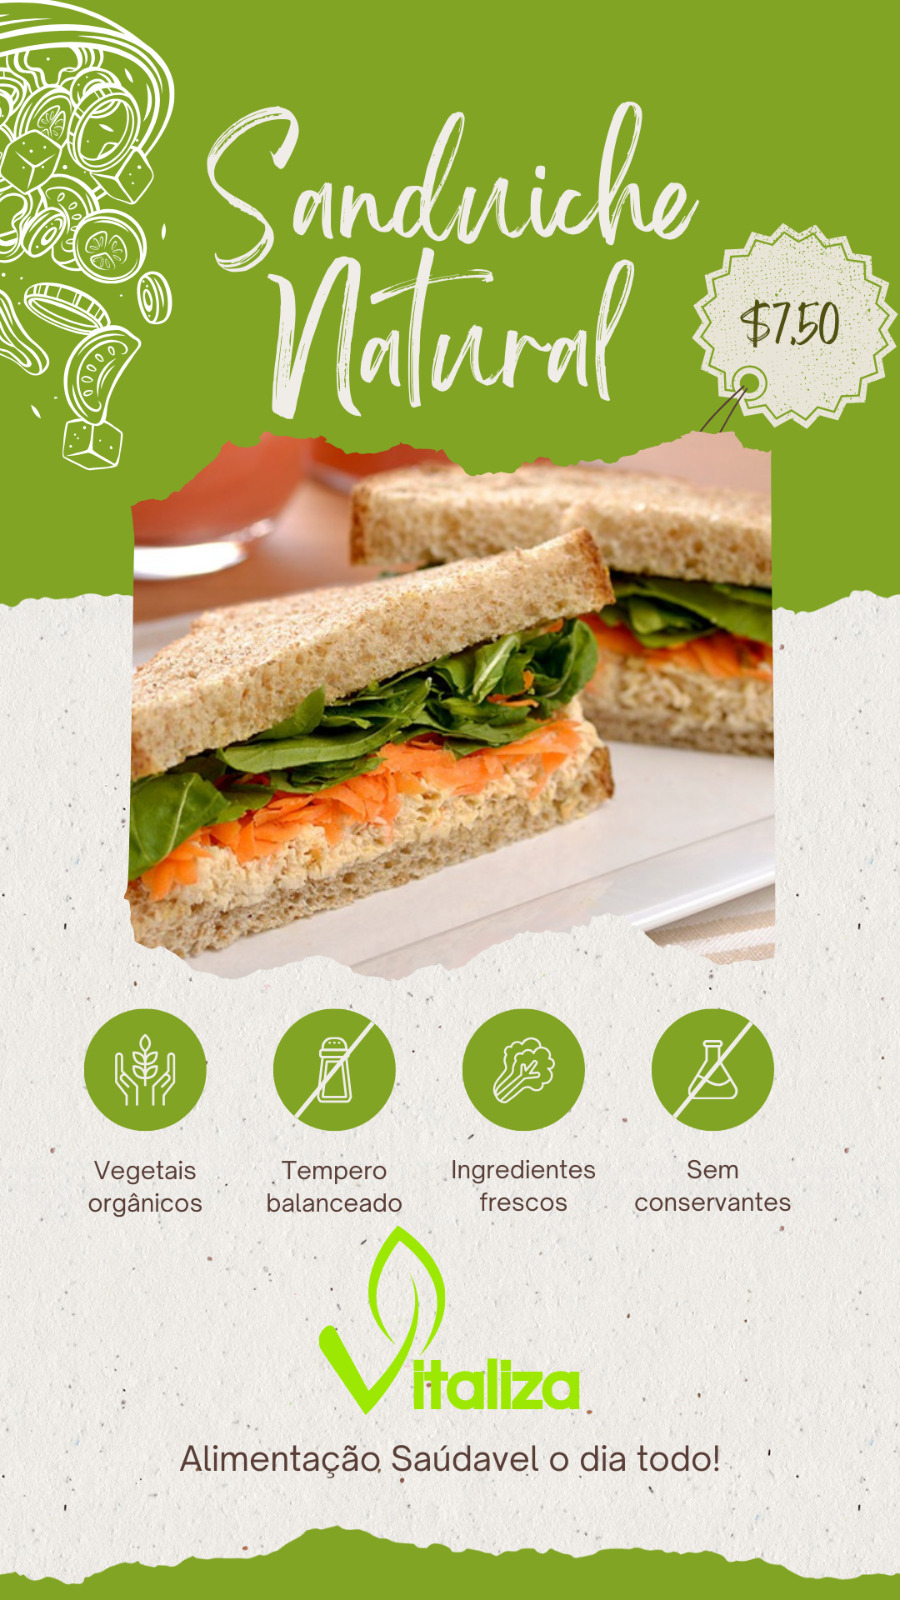 Sanduiche
Natural
$7,50
Vegetais
orgânicos
Tempero
balanceado
Ingredientes
frescos
Sem
conservantes
Vitaliza
Alimentação Saúdavel o dia todo!